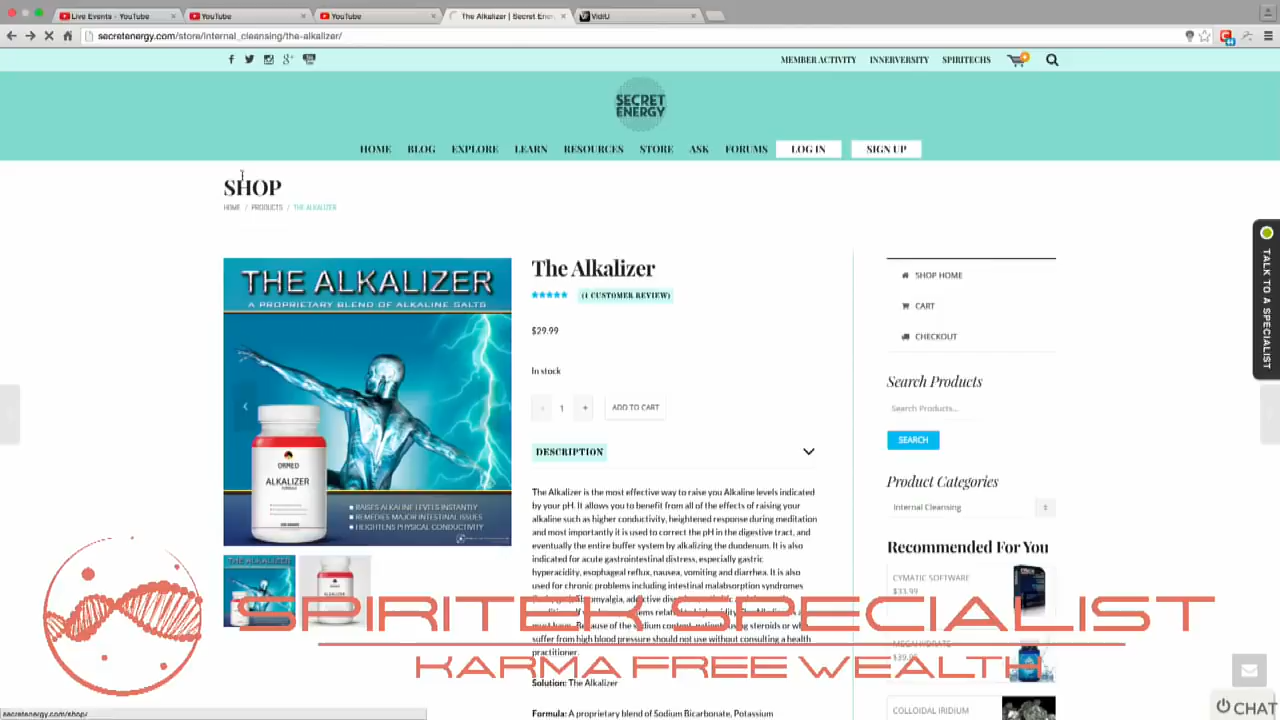 Live Events - YouTube
YouTube
YouTube
The Alkalizer | Secret Ener
VidiU
secretenergy.com/store/internal_cleansing/the-alkalizer/
MEMBER ACTIVITY INNERVERSITY SPIRITECHS
SECRET
ENERGY
HOME BLOG EXPLORE LEARN RESOURCES STORE ASK FORUMS LOG IN SIGN UP
SHOP
HOME / PRODUCTS / THE ALKALIZER
THE ALKALIZER
A PROPRIETARY BLEND OF ALKALINE SALTS
ORMED
ALKALIZER
RAISES ALKALINE LEVELS INSTANTLY
REMEDIES MAJOR INTESTINAL ISSUES
HEIGHTENS PHYSICAL CONDUCTIVITY
The Alkalizer
(1 CUSTOMER REVIEW)
$29.99
In stock
- 1 + ADD TO CART
DESCRIPTION
The Alkalizer is the most effective way to raise you Alkaline levels indicated
by your pH. It allows you to benefit from all of the effects of raising your
alkaline such as higher conductivity, heightened response during meditation
and most importantly it is used to correct the pH in the digestive tract, and
eventually the entire buffer system by alkalizing the duodenum. It is also
indicated for acute gastrointestinal distress, especially gastric
hyperacidity, esophageal reflux, nausea, vomiting and diarrhea. It is also
used for chronic problems including intestinal malabsorption syndromes
suffer from high blood pressure should not use without consulting a health
practitioner.
Solution: The Alkalizer
Formula: A proprietary blend of Sodium Bicarbonate, Potassium
SHOP HOME
CART
CHECKOUT
Search Products
Search Products...
SEARCH
Product Categories
Internal Cleansing
Recommended For You
CYMATIC SOFTWARE
$33.99
COLLOIDAL IRIDIUM
TALK TO A SPECIALIST
SPIRITEK SPECIALIST
KARMA FREE WEALTH
CHAT
secretenergy.com/shop/